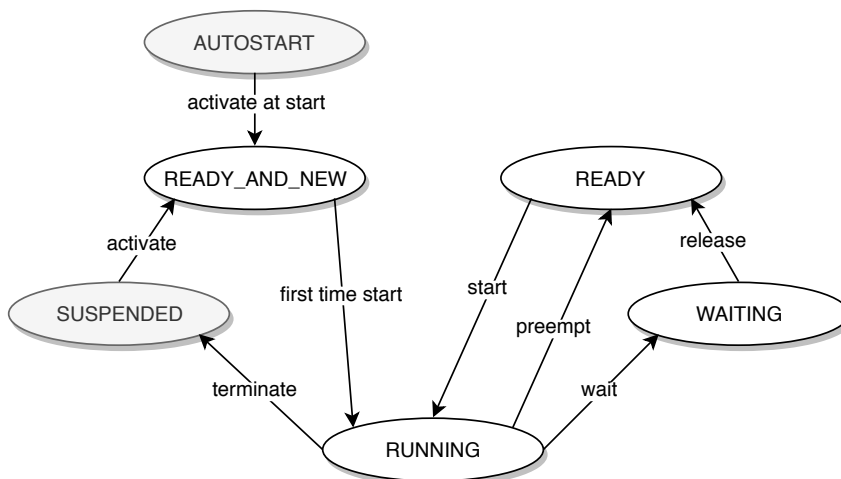 AUTOSTART
activate at start
READY_AND_NEW
READY
activate
release
first time start
start
SUSPENDED
WAITING
preempt
terminate
wait
RUNNING